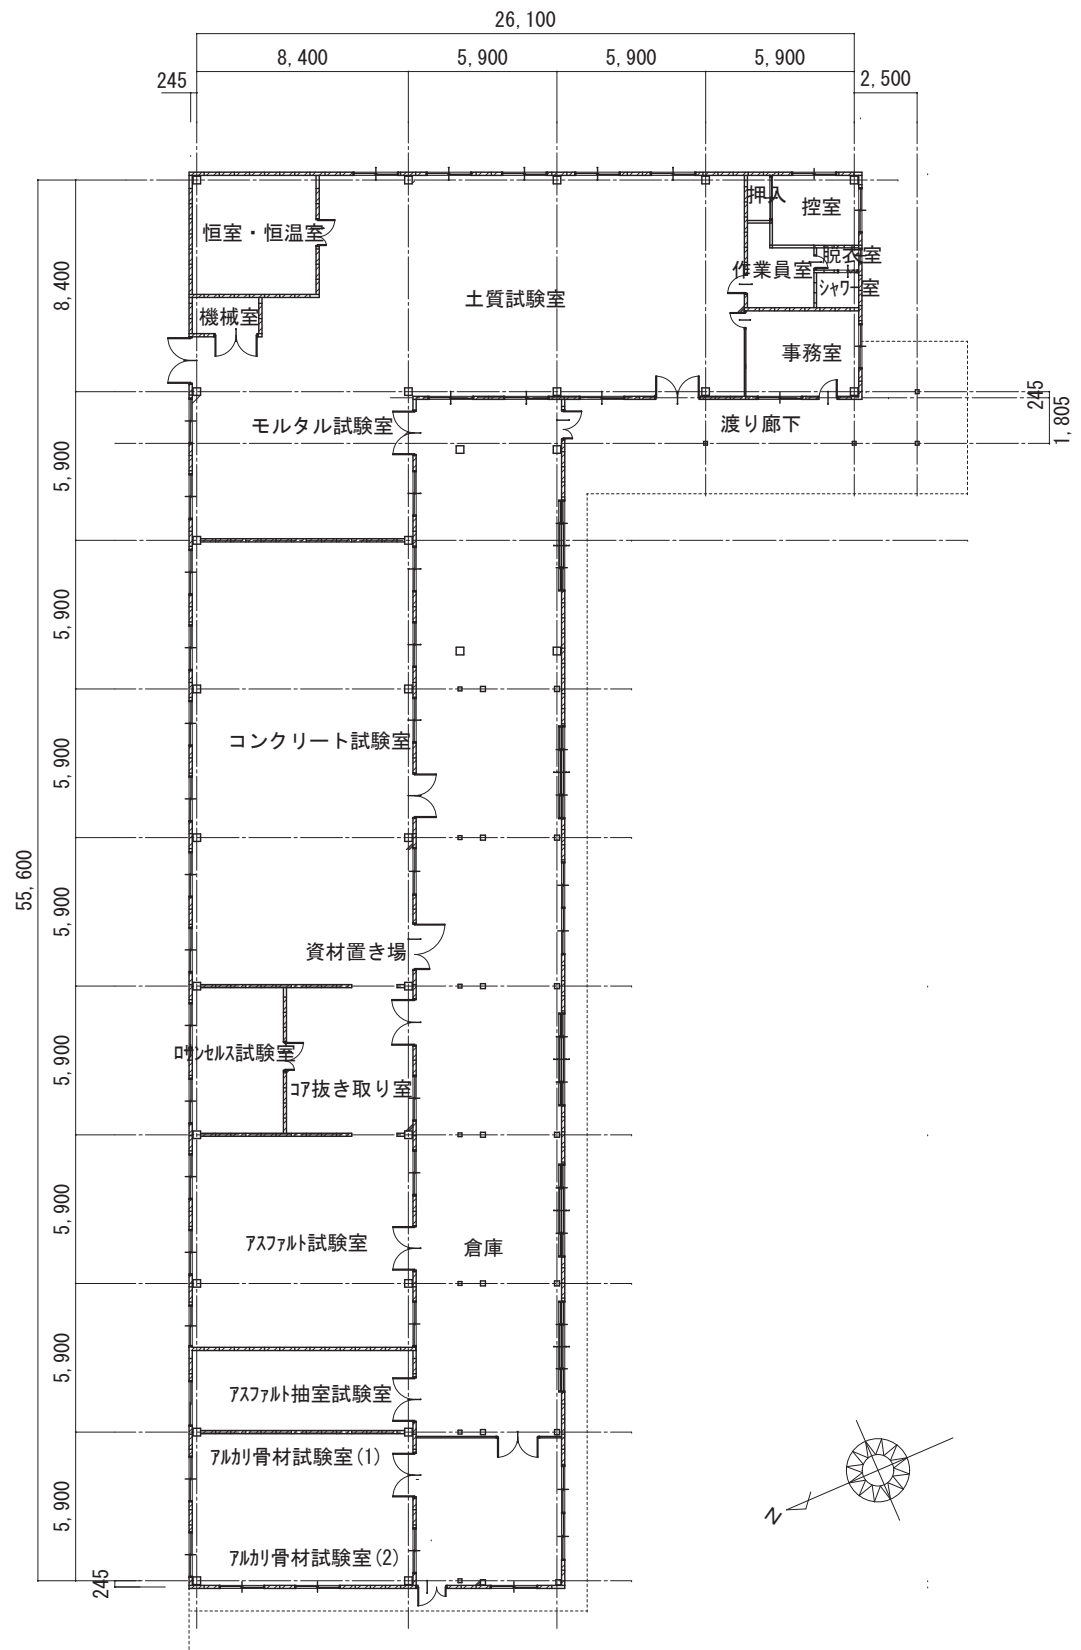 26,100
8,400
5,900
5,900
5,900
245
2,500
押入
控室
恒室・恒温室
脱衣室
作業員室
シャワー室
8,400
土質試験室
機械室
事務室
モルタル試験室
渡り廊下
245
1,805
5,900
5,900
コンクリート試験室
5,900
55,600
5,900
資材置き場
5,900
ロサンセルス試験室
コア抜き取り室
5,900
アスファルト試験室
倉庫
5,900
アスファルト抽室試験室
アルカリ骨材試験室(1)
5,900
N
アルカリ骨材試験室(2)
245